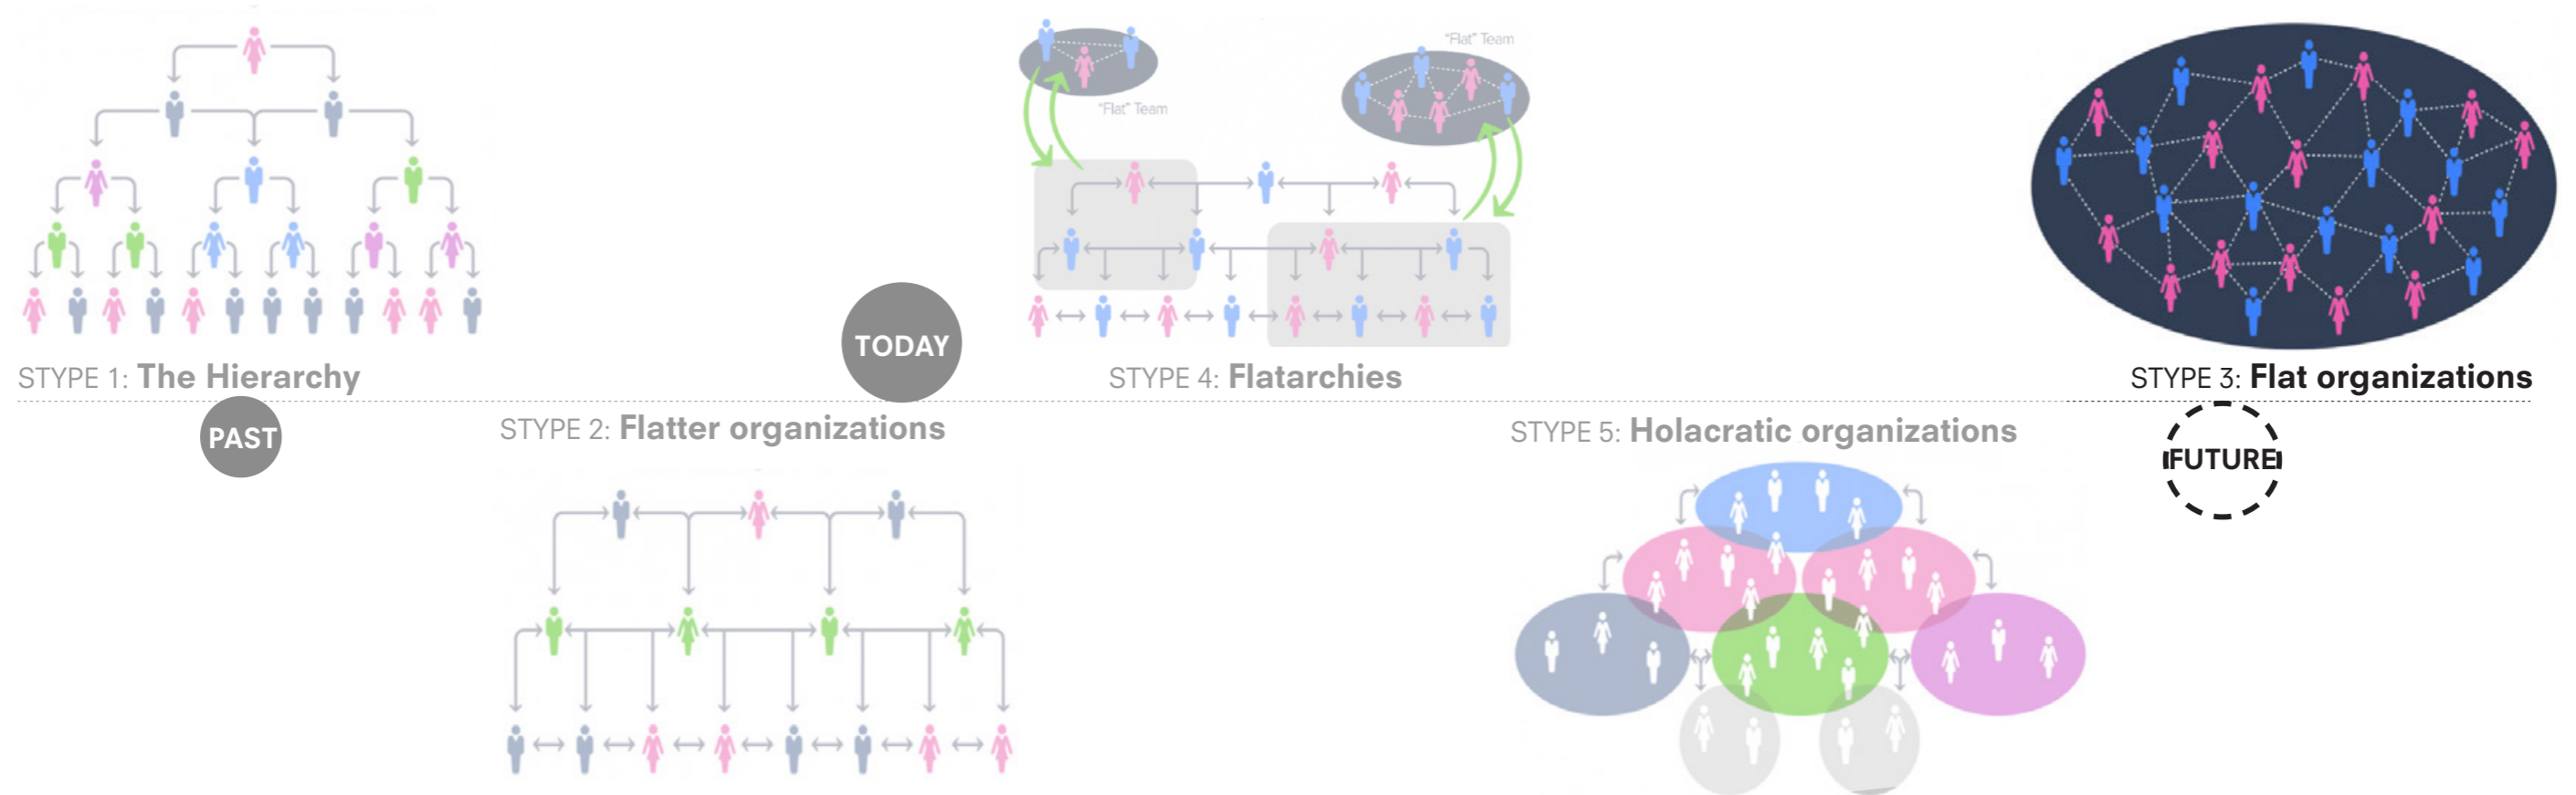 "Flat" Team
"Flat" Team
TODAY
STYPE 1: The Hierarchy
STYPE 4: Flatarchies
STYPE 3: Flat organizations
PAST
STYPE 2: Flatter organizations
STYPE 5: Holacratic organizations
FUTURE